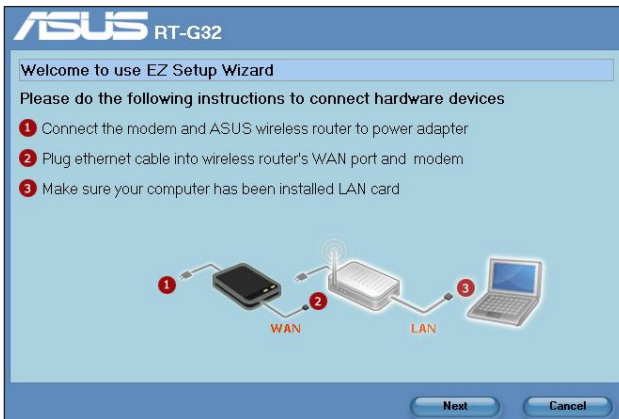 ASUS RT-G32
Welcome to use EZ Setup Wizard
Please do the following instructions to connect hardware devices
1 Connect the modem and ASUS wireless router to power adapter
2 Plug ethernet cable into wireless router's WAN port and modem
3 Make sure your computer has been installed LAN card
1
2
3
WAN
LAN
Next
Cancel